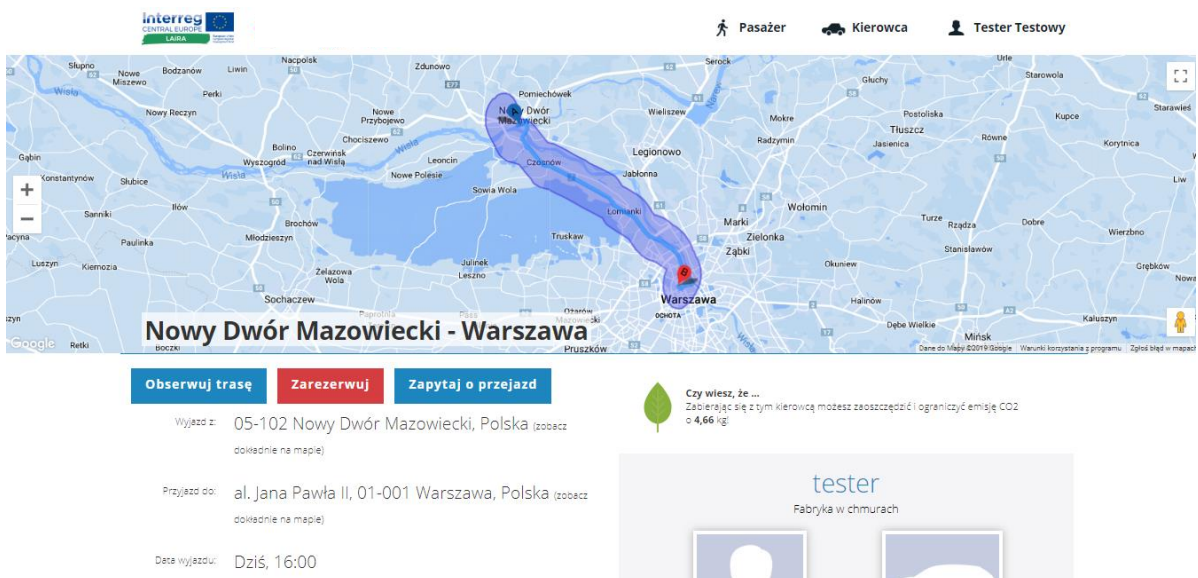 Interreg
CENTRAL EUROPE
LAIRA
Pasażer
Kierowca
Tester Testowy
Słupno
Nowe
Miszewo
Bodzanów
Liwin
Nacpolsk
Zdunowo
Serock
Urle
Perki
Pomiechówek
Głuchy
Starowola
Wisła
Nowy Reczyn
Nowe
Przybojewo
Nowy Dwór
Mazowiecki
Wieliszew
Mokre
Postoliska
Kupce
Starawieś
Tłuszcz
Bolino
Chociszewo
Czerwińsk
nad Wisłą
Legionowo
Radzymin
Jasienica
Równe
Korytnica
Gąbin
Wyszogród
Leoncin
Czosnów
Jabłonna
Konstantynów
Słubice
Wisła
Nowe Polesie
Sowia Wola
Liw
Iłów
Łomianki
Wołomin
Sanniki
Brochów
Marki
Turze
Rządza
Dobre
Pacyna
Paulinka
Młodzieszyn
Truskaw
Zielonka
Ząbki
Stanisławów
Wierzbno
Luszyn
Kiernozia
Żelazowa
Wola
Julinek
Leszno
Okuniew
Grębków
Sochaczew
Warszawa
OCHOTA
Halinów
Dębe Wielkie
Kałuszyn
Paprotnia
Ożarów
Mazowiecki
Mińsk
Nowy Dwór Mazowiecki - Warszawa
Google
Retki
Boczki
Pruszków
Dane do Mapy ©2019 Google
Warunki korzystania z programu
Zgłoś błąd w mapach
Obserwuj trasę
Zarezerwuj
Zapytaj o przejazd
Czy wiesz, że ...
Zabierając się z tym kierowcą możesz zaoszczędzić i ograniczyć emisję CO2
o 4,66 kg!
Wyjazd z: 05-102 Nowy Dwór Mazowiecki, Polska (zobacz
dokładnie na mapie)
Przyjazd do: al. Jana Pawła II, 01-001 Warszawa, Polska (zobacz
dokładnie na mapie)
Data wyjazdu: Dziś, 16:00
tester
Fabryka w chmurach